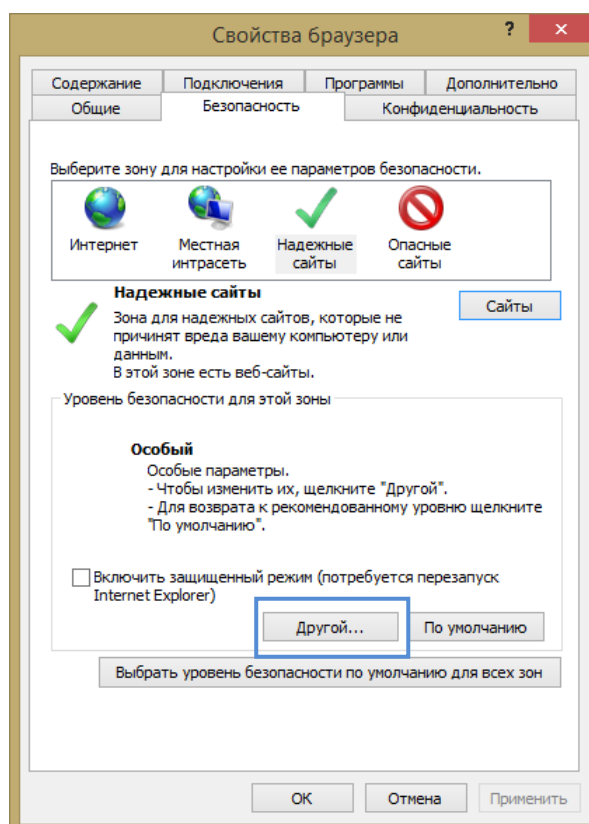 Свойства браузера
?
×
Содержание
Подключения
Программы
Дополнительно
Общие
Безопасность
Конфиденциальность
Выберите зону для настройки ее параметров безопасности.
Интернет
Местная
интрасеть
Надежные
сайты
Опасные
сайты
Надежные сайты
Сайты
Зона для надежных сайтов, которые не
причинят вреда вашему компьютеру или
данным.
В этой зоне есть веб-сайты.
Уровень безопасности для этой зоны
Особый
Особые параметры.
- Чтобы изменить их, щелкните "Другой".
- Для возврата к рекомендованному уровню щелкните
"По умолчанию".
Включить защищенный режим (потребуется перезапуск
Internet Explorer)
Другой...
По умолчанию
Выбрать уровень безопасности по умолчанию для всех зон
ОК
Отмена
Применить